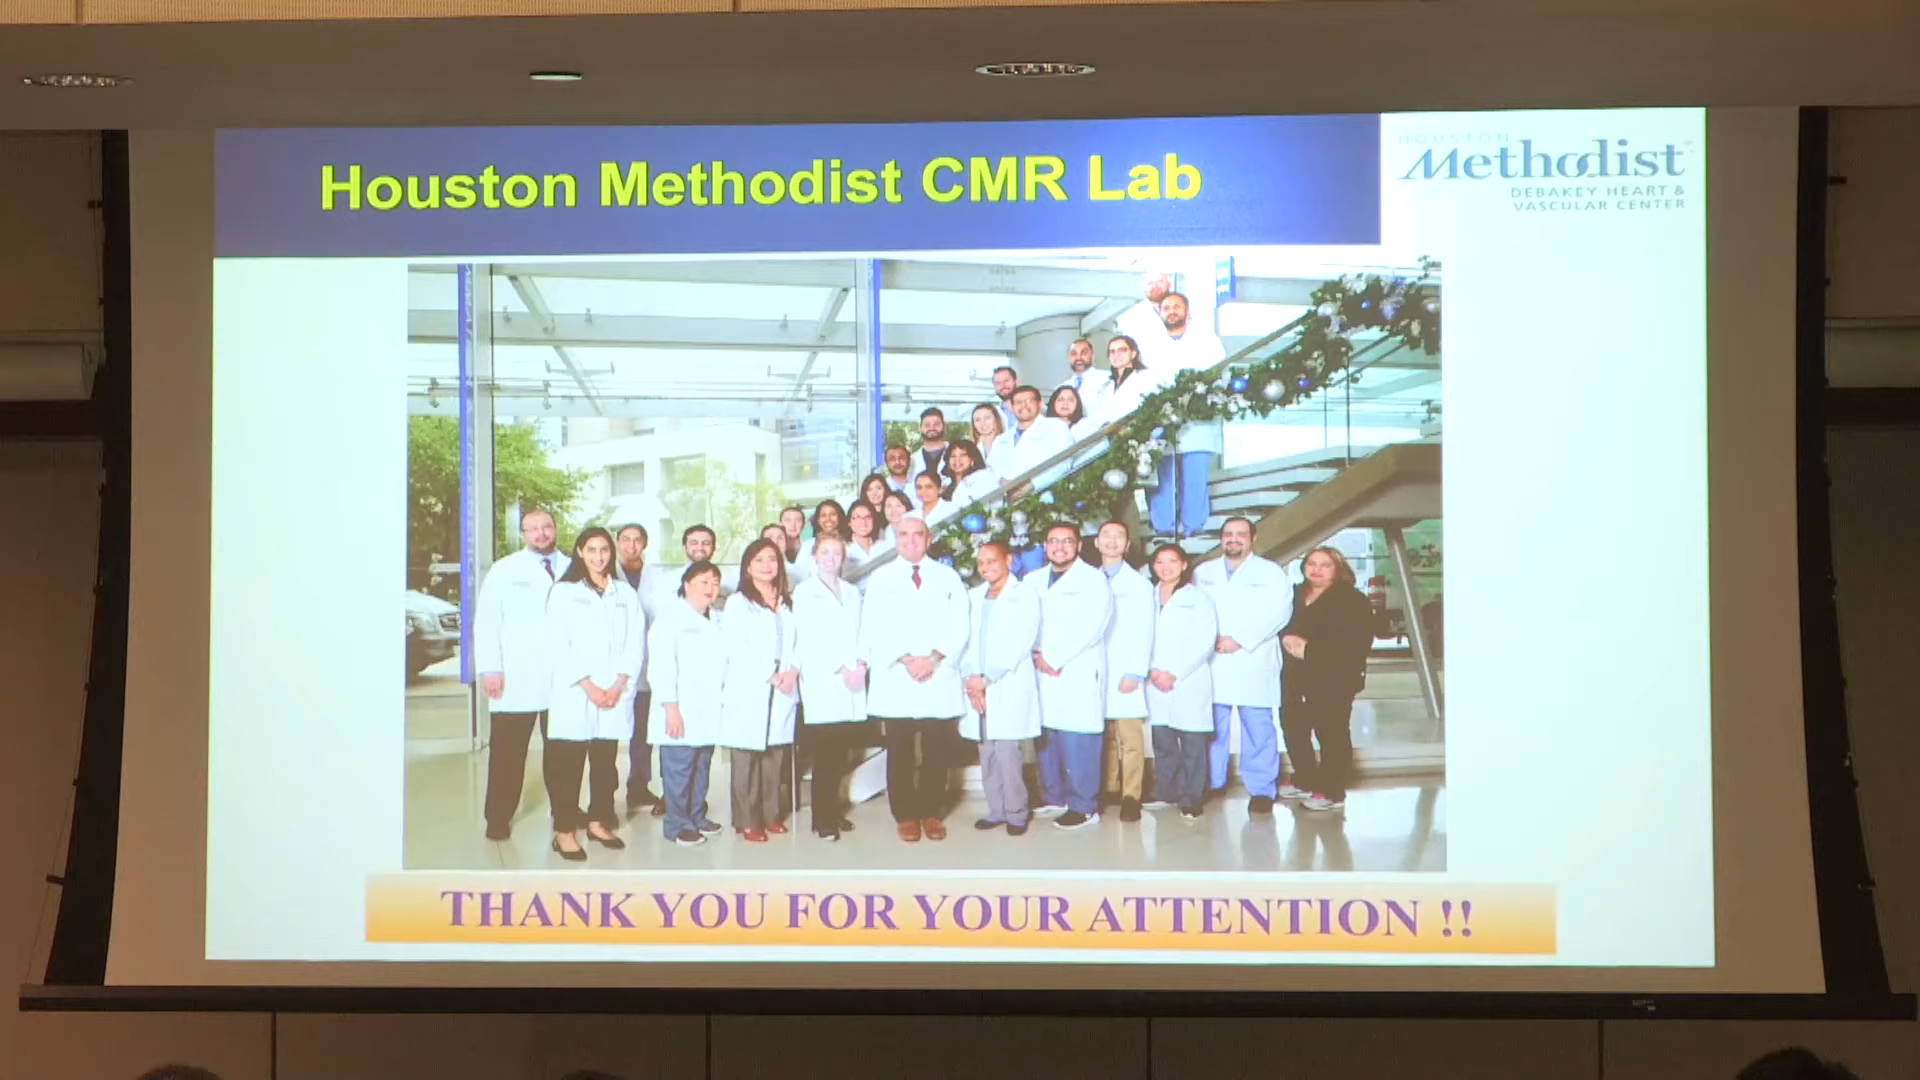 Houston Methodist CMR Lab
HOUSTON
Methodist
DEBAKEY HEART &
VASCULAR CENTER
THANK YOU FOR YOUR ATTENTION !!